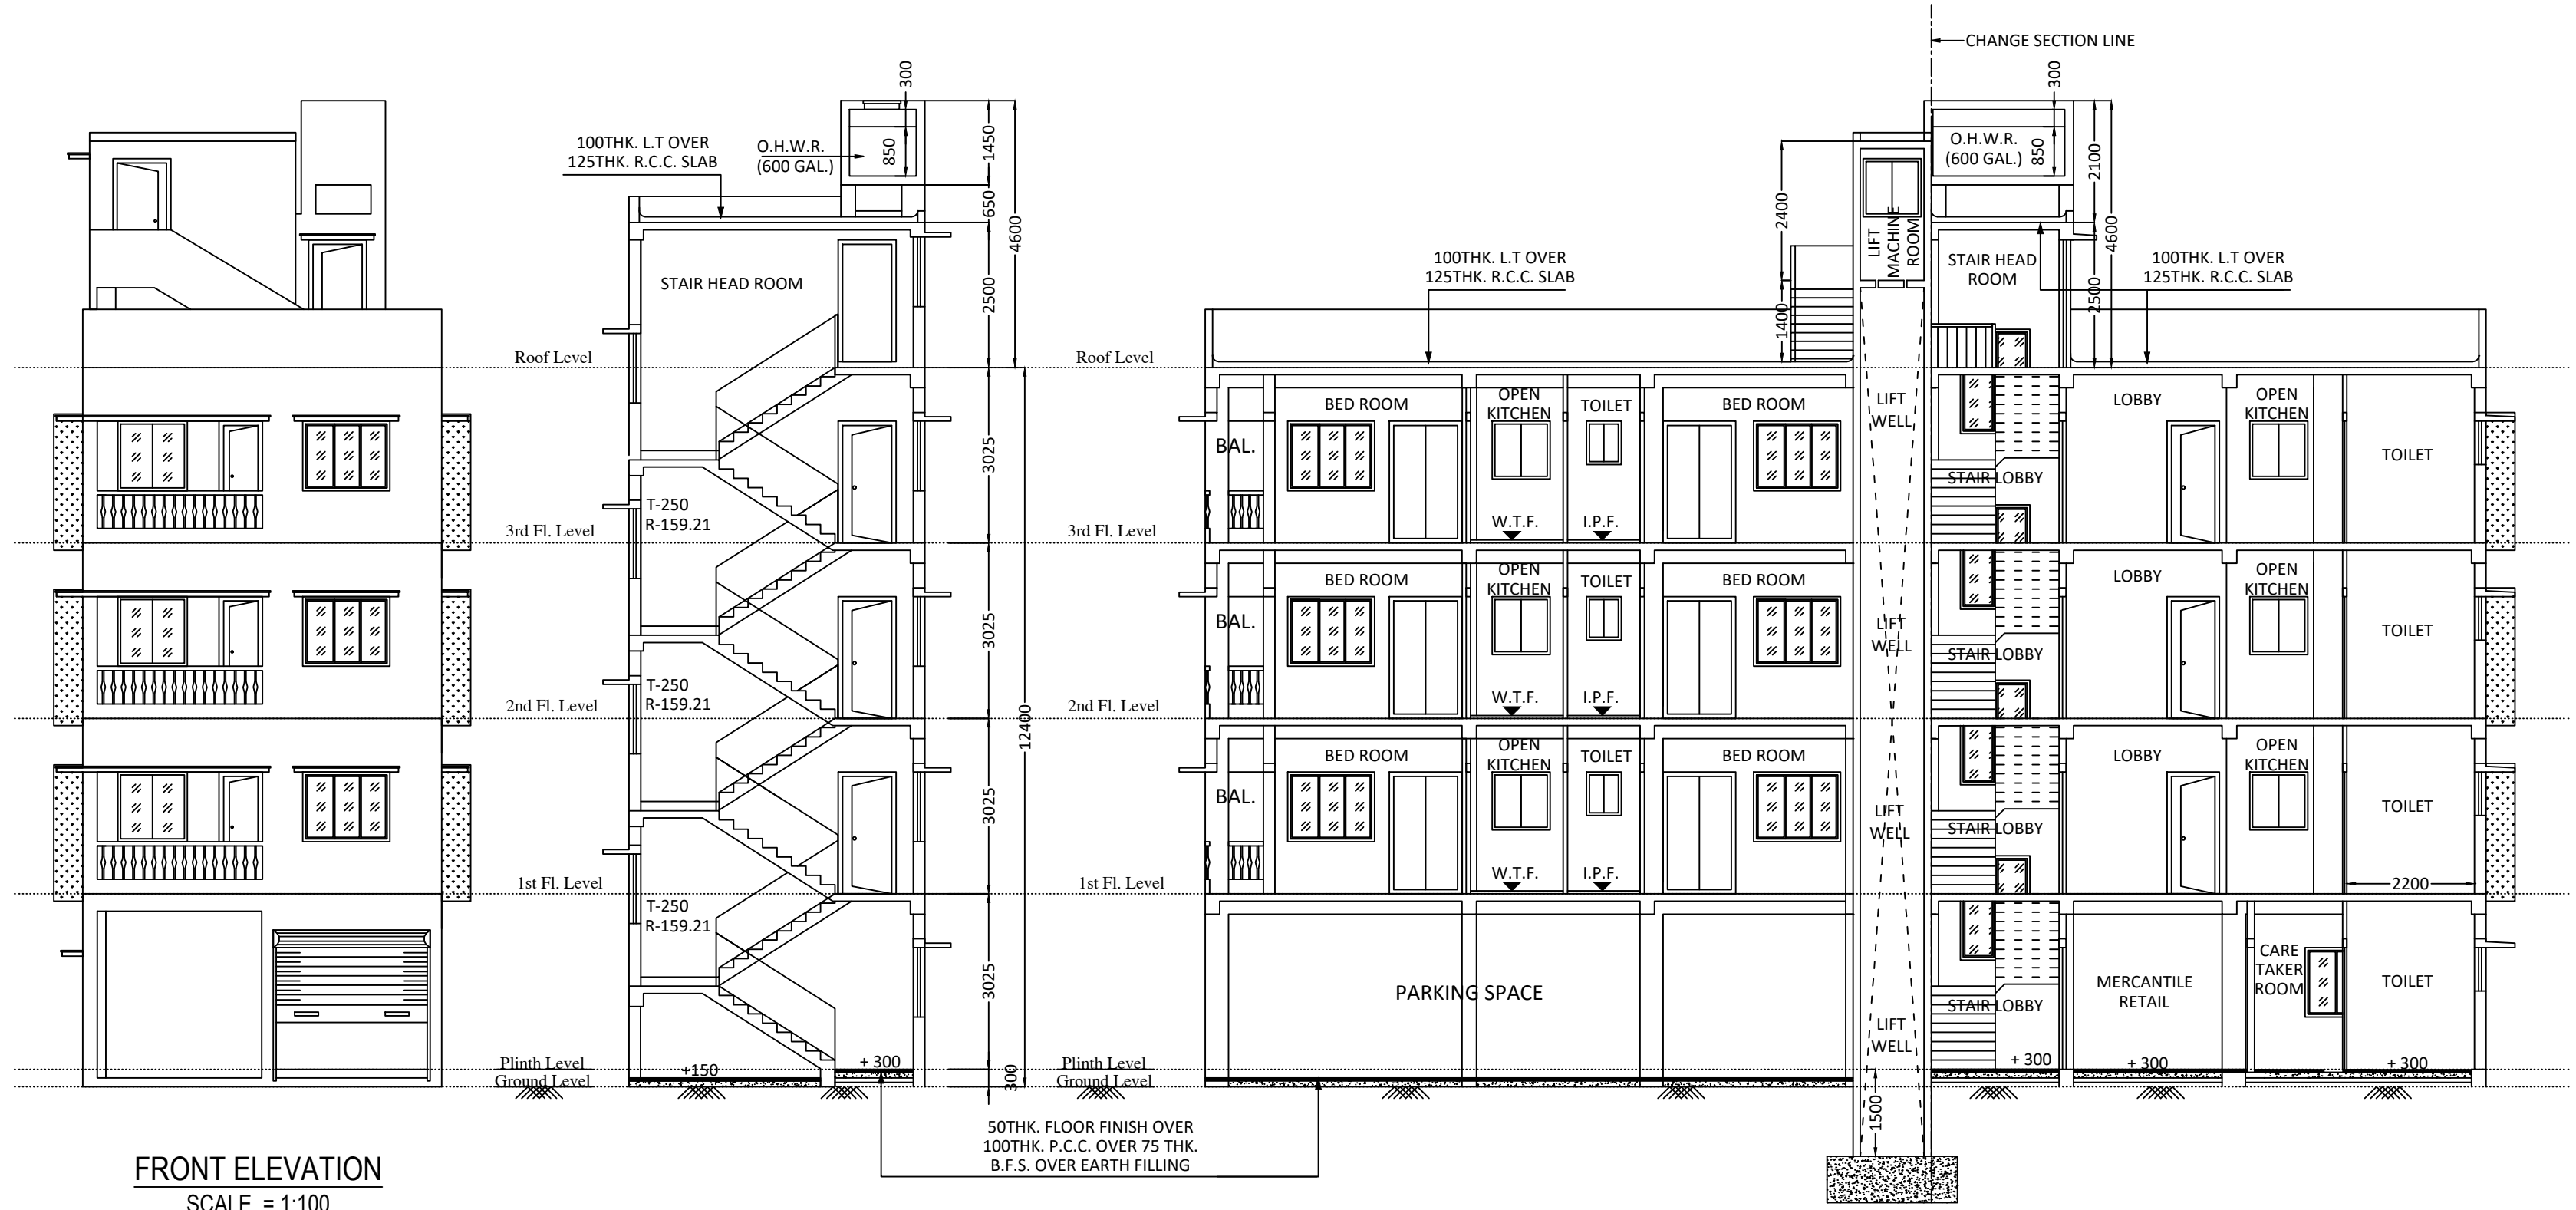 CHANGE SECTION LINE
300
300
100THK. L.T OVER
125THK. R.C.C. SLAB
O.H.W.R.
(600 GAL.)
850
1450
650
4600
2500
STAIR HEAD ROOM
O.H.W.R.
(600 GAL.)
850
2100
4600
2500
2400
1400
LIFT
MACHINE
ROOM
STAIR HEAD
ROOM
100THK. L.T OVER
125THK. R.C.C. SLAB
100THK. L.T OVER
125THK. R.C.C. SLAB
Roof Level
Roof Level
3025
BAL.
BED ROOM
OPEN
KITCHEN
TOILET
BED ROOM
LIFT
WELL
LOBBY
OPEN
KITCHEN
TOILET
STAIR LOBBY
T-250
R-159.21
W.T.F.
I.P.F.
3rd Fl. Level
3rd Fl. Level
3025
BAL.
BED ROOM
OPEN
KITCHEN
TOILET
BED ROOM
LIFT
WELL
LOBBY
OPEN
KITCHEN
TOILET
STAIR LOBBY
T-250
R-159.21
W.T.F.
I.P.F.
2nd Fl. Level
2nd Fl. Level
12400
3025
BAL.
BED ROOM
OPEN
KITCHEN
TOILET
BED ROOM
LIFT
WELL
LOBBY
OPEN
KITCHEN
TOILET
STAIR LOBBY
W.T.F.
I.P.F.
1st Fl. Level
1st Fl. Level
2200
T-250
R-159.21
3025
PARKING SPACE
LIFT
WELL
STAIR LOBBY
MERCANTILE
RETAIL
CARE
TAKER
ROOM
TOILET
Plinth Level
Ground Level
+150
+ 300
300
Plinth Level
Ground Level
+ 300
+ 300
+ 300
1500
50THK. FLOOR FINISH OVER
100THK. P.C.C. OVER 75 THK.
B.F.S. OVER EARTH FILLING
FRONT ELEVATION
SCALE = 1:100